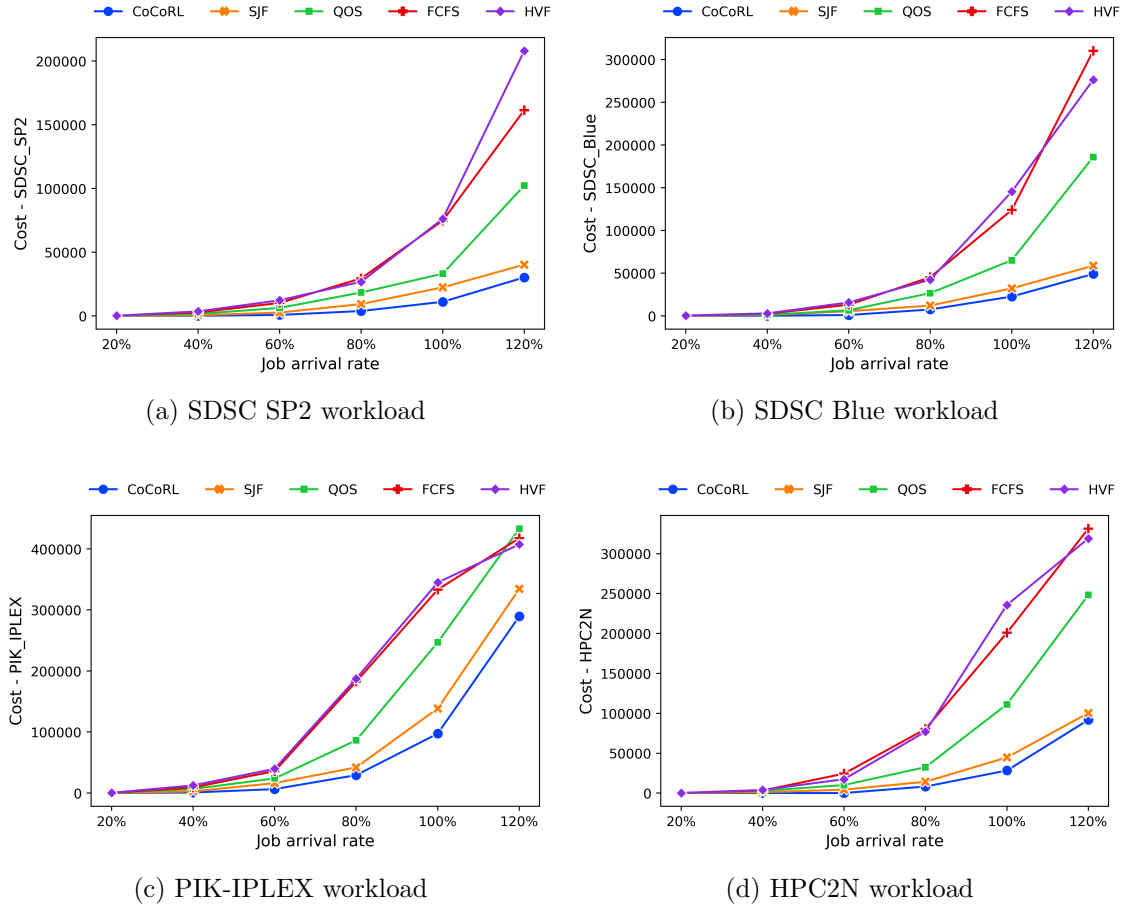 CoCoRL SJF QOS FCFS HVF
200000
150000
100000
50000
0
Cost - SDSC_SP2
20% 40% 60% 80% 100% 120%
Job arrival rate
(a) SDSC SP2 workload
CoCoRL SJF QOS FCFS HVF
300000
250000
200000
150000
100000
50000
0
Cost - SDSC_Blue
20% 40% 60% 80% 100% 120%
Job arrival rate
(b) SDSC Blue workload
CoCoRL SJF QOS FCFS HVF
400000
300000
200000
100000
0
Cost - PIK_IPLEX
20% 40% 60% 80% 100% 120%
Job arrival rate
(c) PIK-IPLEX workload
CoCoRL SJF QOS FCFS HVF
300000
250000
200000
150000
100000
50000
0
Cost - HPC2N
20% 40% 60% 80% 100% 120%
Job arrival rate
(d) HPC2N workload